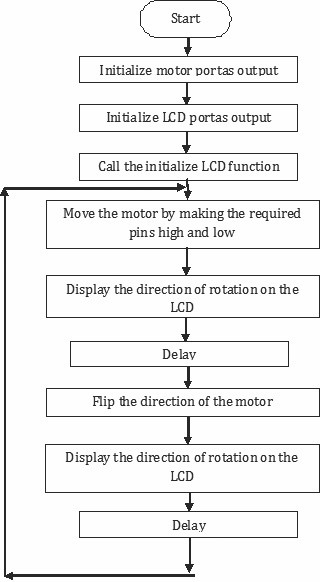 Start
Initialize motor portas output
Initialize LCD portas output
Call the initialize LCD function
Move the motor by making the required
pins high and low
Display the direction of rotation on the
LCD
Delay
Flip the direction of the motor
Display the direction of rotation on the
LCD
Delay